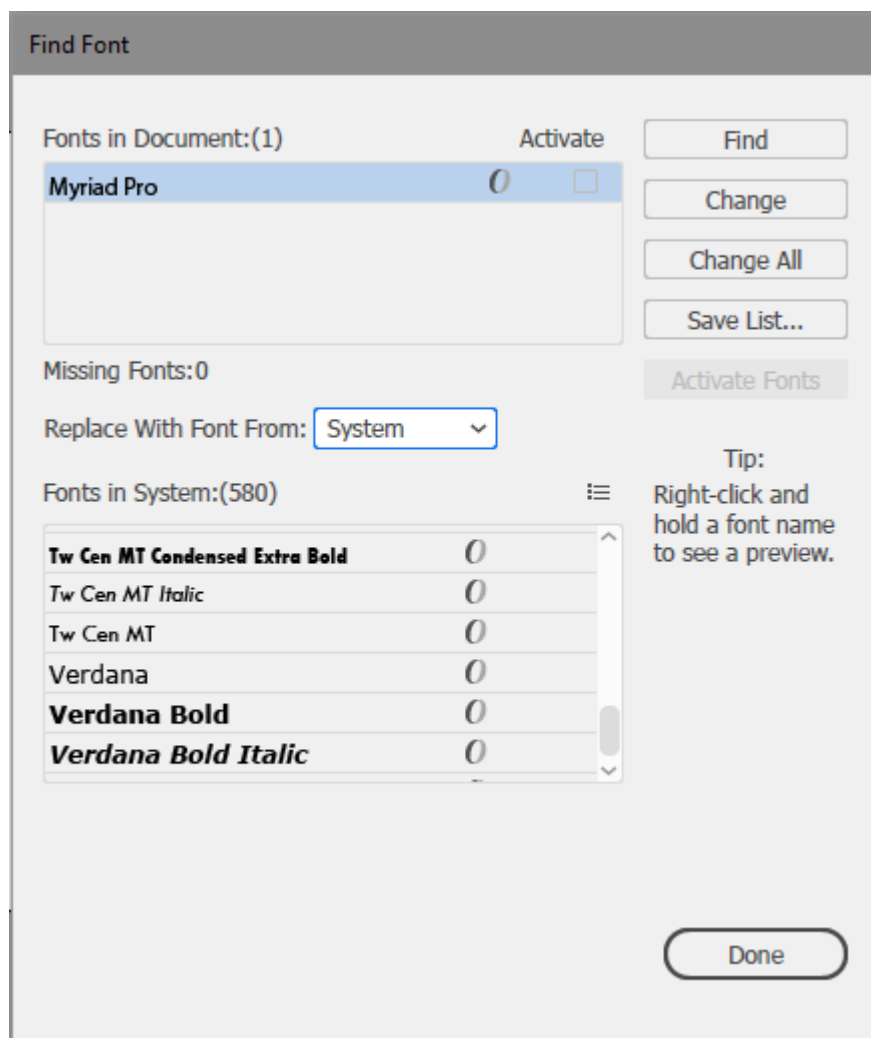 Find Font
Fonts in Document:(1) Activate
Myriad Pro
Find
Change
Change All
Save List...
Activate Fonts
Missing Fonts:0
Replace With Font From: System
Fonts in System:(580)
Tip:
Right-click and
hold a font name
to see a preview.
Tw Cen MT Condensed Extra Bold
Tw Cen MT Italic
Tw Cen MT
Verdana
Verdana Bold
Verdana Bold Italic
Done